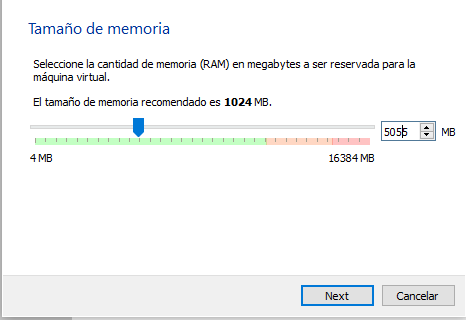 Tamaño de memoria
Seleccione la cantidad de memoria (RAM) en megabytes a ser reservada para la
máquina virtual.
El tamaño de memoria recomendado es 1024 MB.
5055 MB
4 MB 16384 MB
Next Cancelar